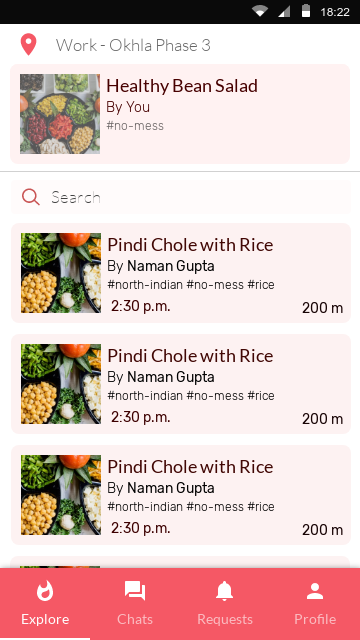 18:22
Work - Okhla Phase 3
Healthy Bean Salad
By You
#no-mess
Search
Pindi Chole with Rice
By Naman Gupta
#north-indian #no-mess #rice
2:30 p.m. 200 m
Pindi Chole with Rice
By Naman Gupta
#north-indian #no-mess #rice
2:30 p.m. 200 m
Pindi Chole with Rice
By Naman Gupta
#north-indian #no-mess #rice
2:30 p.m. 200 m
Explore Chats Requests Profile